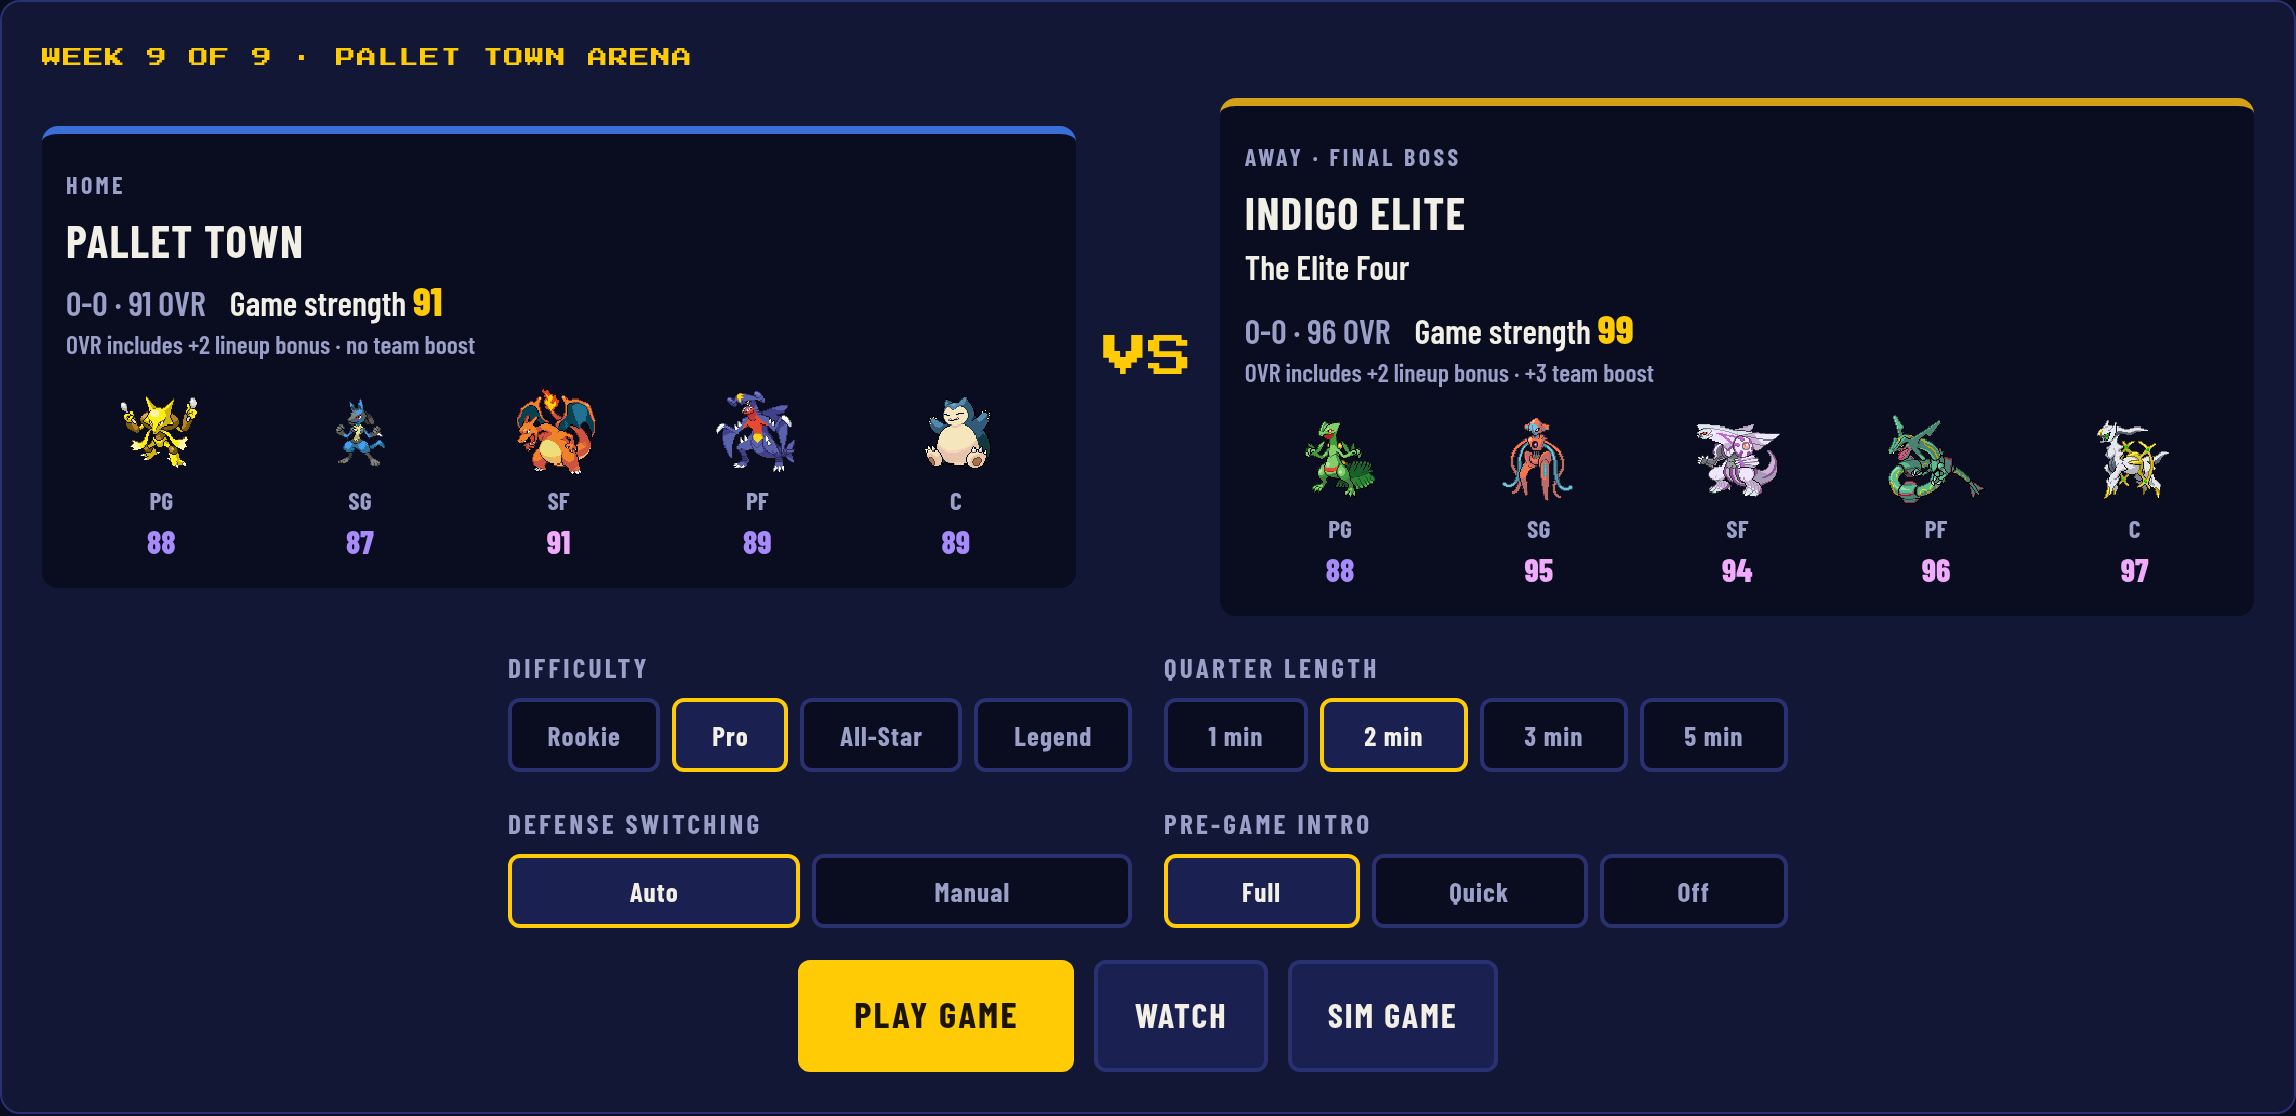 WEEK 9 OF 9 · PALLET TOWN ARENA
HOME
PALLET TOWN
0-0 · 91 OVR Game strength 91
OVR includes +2 lineup bonus · no team boost
PG SG SF PF C
88 87 91 89 89
VS
AWAY · FINAL BOSS
INDIGO ELITE
The Elite Four
0-0 · 96 OVR Game strength 99
OVR includes +2 lineup bonus · +3 team boost
PG SG SF PF C
88 95 94 96 97
DIFFICULTY
Rookie Pro All-Star Legend
QUARTER LENGTH
1 min 2 min 3 min 5 min
DEFENSE SWITCHING
Auto Manual
PRE-GAME INTRO
Full Quick Off
PLAY GAME WATCH SIM GAME